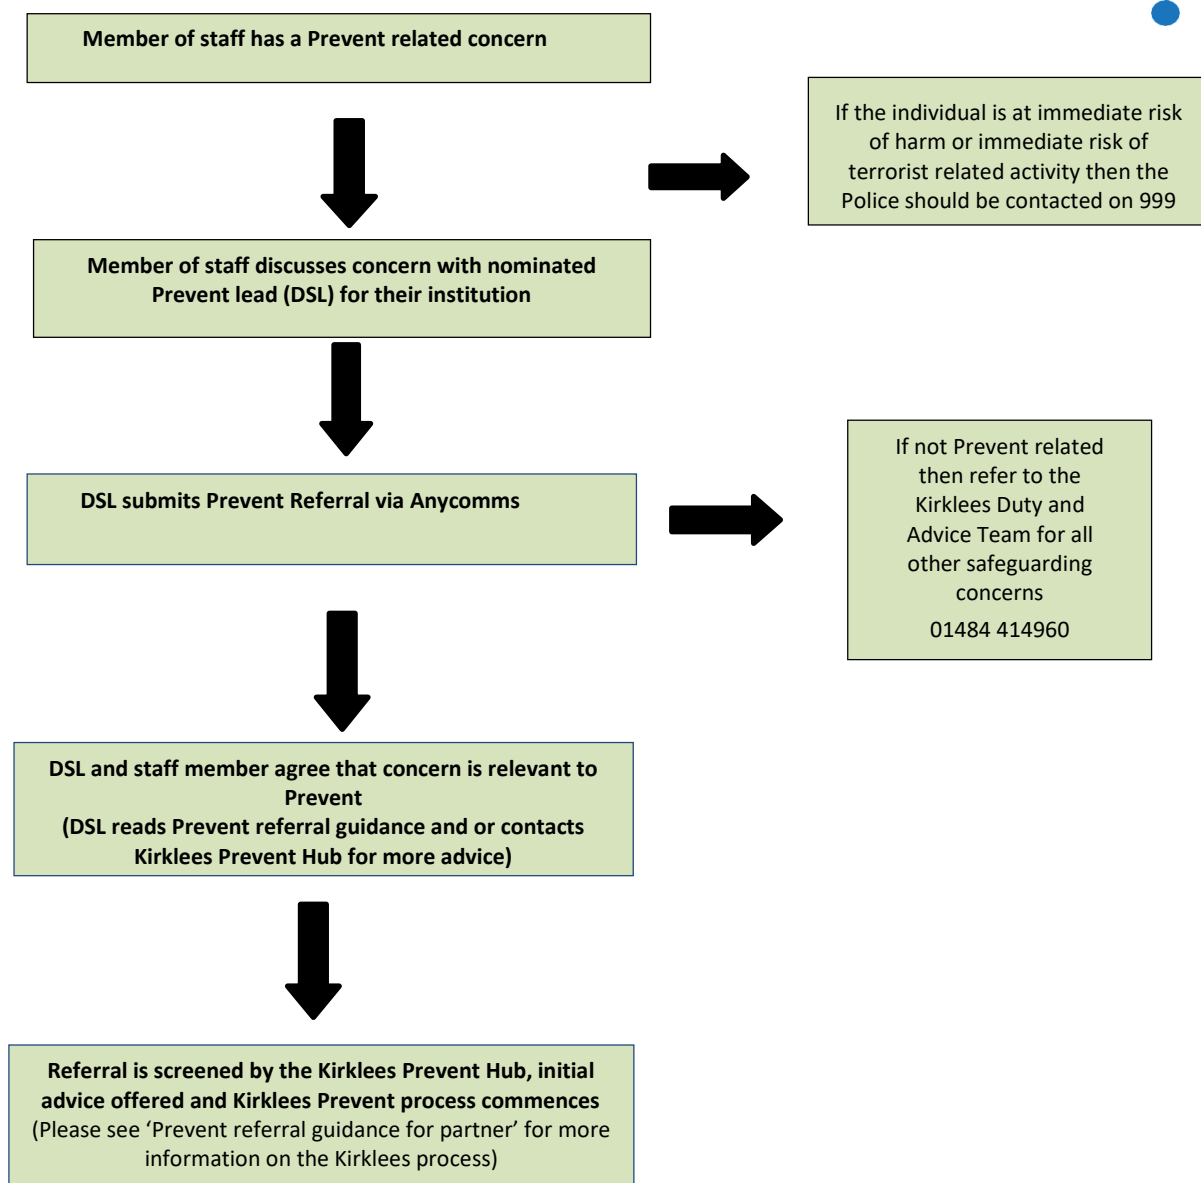 Member of staff has a Prevent related concern
If the individual is at immediate risk
of harm or immediate risk of
terrorist related activity then the
Police should be contacted on 999
Member of staff discusses concern with nominated
Prevent lead (DSL) for their institution
DSL submits Prevent Referral via Anycomms
If not Prevent related
then refer to the
Kirklees Duty and
Advice Team for all
other safeguarding
concerns
01484 414960
DSL and staff member agree that concern is relevant to
Prevent
(DSL reads Prevent referral guidance and or contacts
Kirklees Prevent Hub for more advice)
Referral is screened by the Kirklees Prevent Hub, initial
advice offered and Kirklees Prevent process commences
(Please see ‘Prevent referral guidance for partner’ for more
information on the Kirklees process)